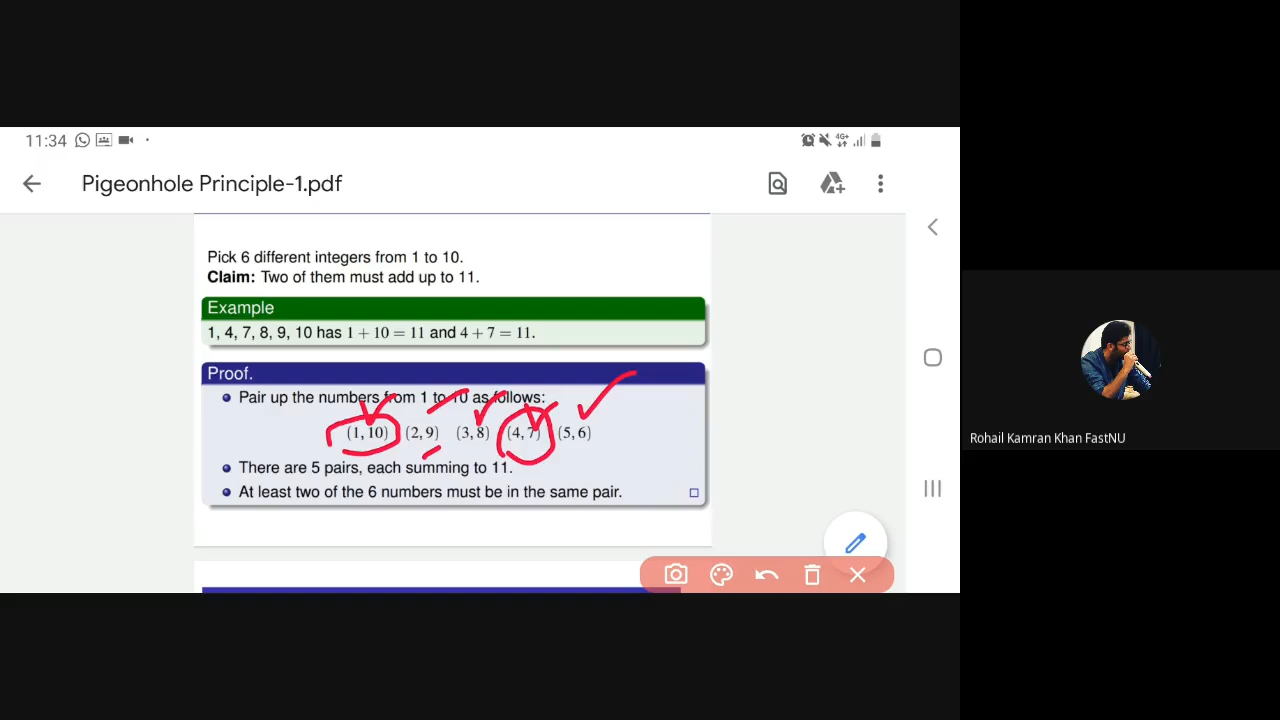 11:34
4G+
Pigeonhole Principle-1.pdf
Pick 6 different integers from 1 to 10.
Claim: Two of them must add up to 11.
Example
1, 4, 7, 8, 9, 10 has 1 + 10 = 11 and 4 + 7 = 11.
Proof.
Pair up the numbers from 1 to 10 as follows:
(1, 10) (2, 9) (3, 8) (4, 7) (5, 6)
There are 5 pairs, each summing to 11.
At least two of the 6 numbers must be in the same pair.
Rohail Kamran Khan FastNU